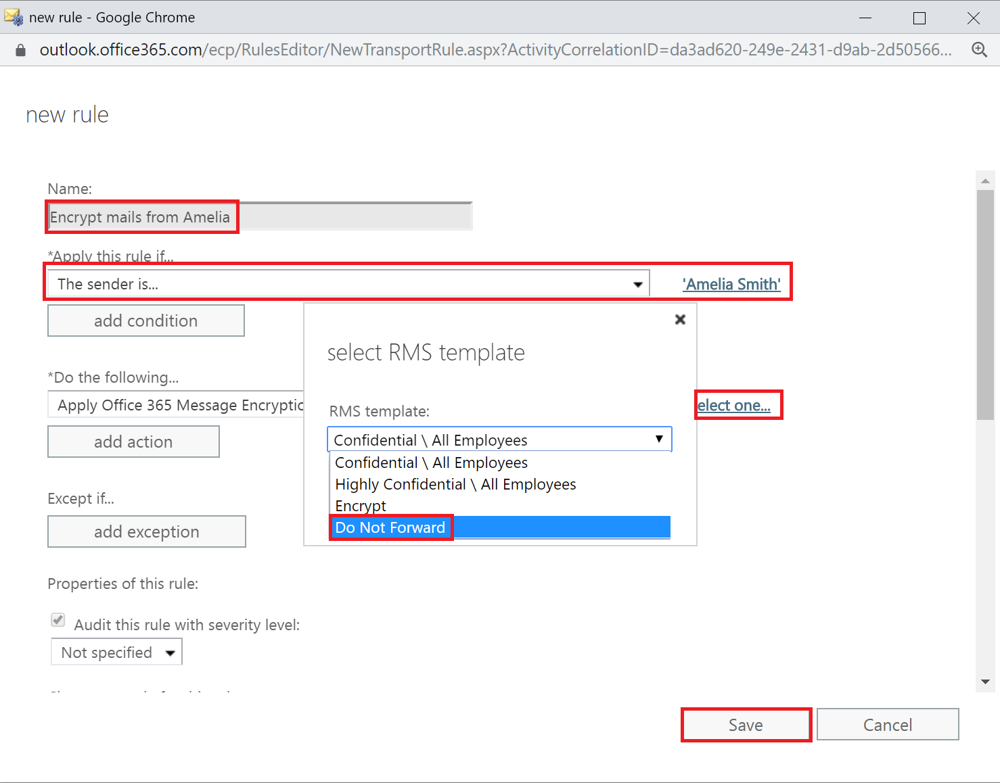 new rule - Google Chrome
outlook.office365.com/ecp/RulesEditor/NewTransportRule.aspx?ActivityCorrelationID=da3ad620-249e-2431-d9ab-2d50566...
new rule
Name:
Encrypt mails from Amelia
*Apply this rule if...
The sender is...
'Amelia Smith'
add condition
select RMS template
*Do the following...
Apply Office 365 Message Encryptic
elect one...
RMS template:
Confidential \ All Employees
add action
Confidential \ All Employees
Highly Confidential \ All Employees
Encrypt
Do Not Forward
Except if...
add exception
Properties of this rule:
Audit this rule with severity level:
Not specified
Save
Cancel